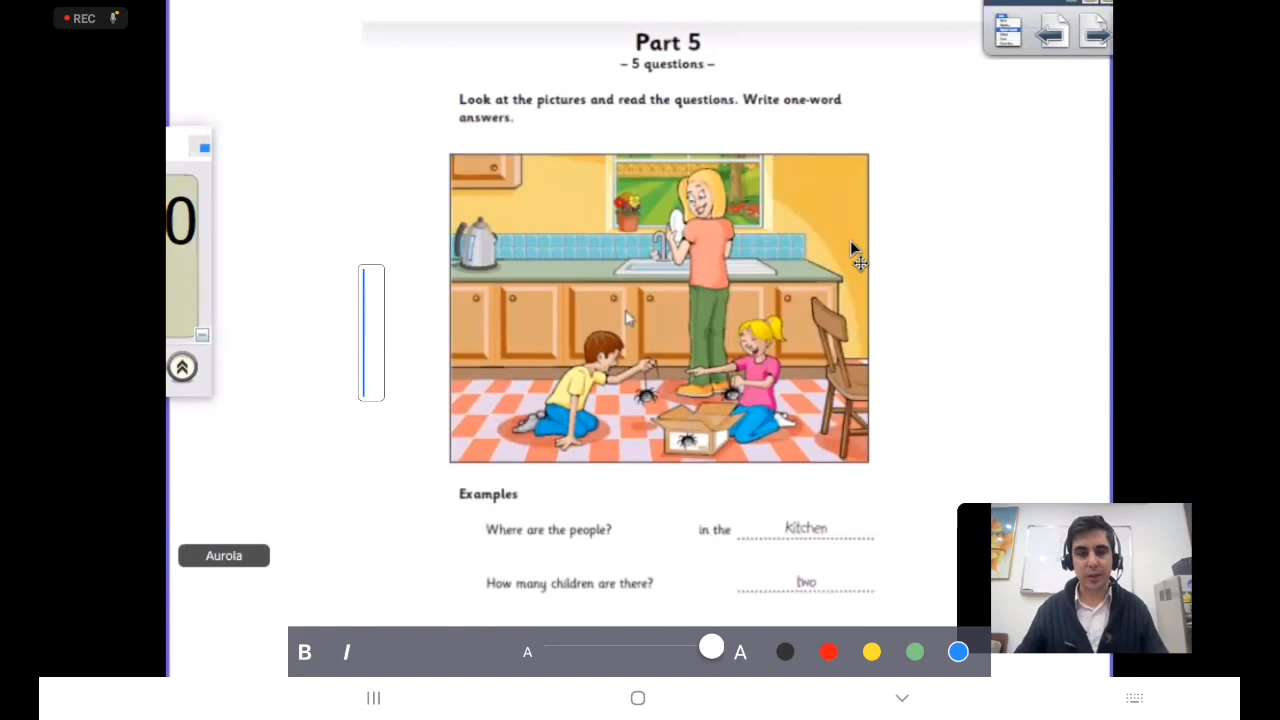 REC
Part 5
– 5 questions –
Look at the pictures and read the questions. Write one-word
answers.
0
Examples
Where are the people? in the kitchen
Aurola
How many children are there? two
B I A A